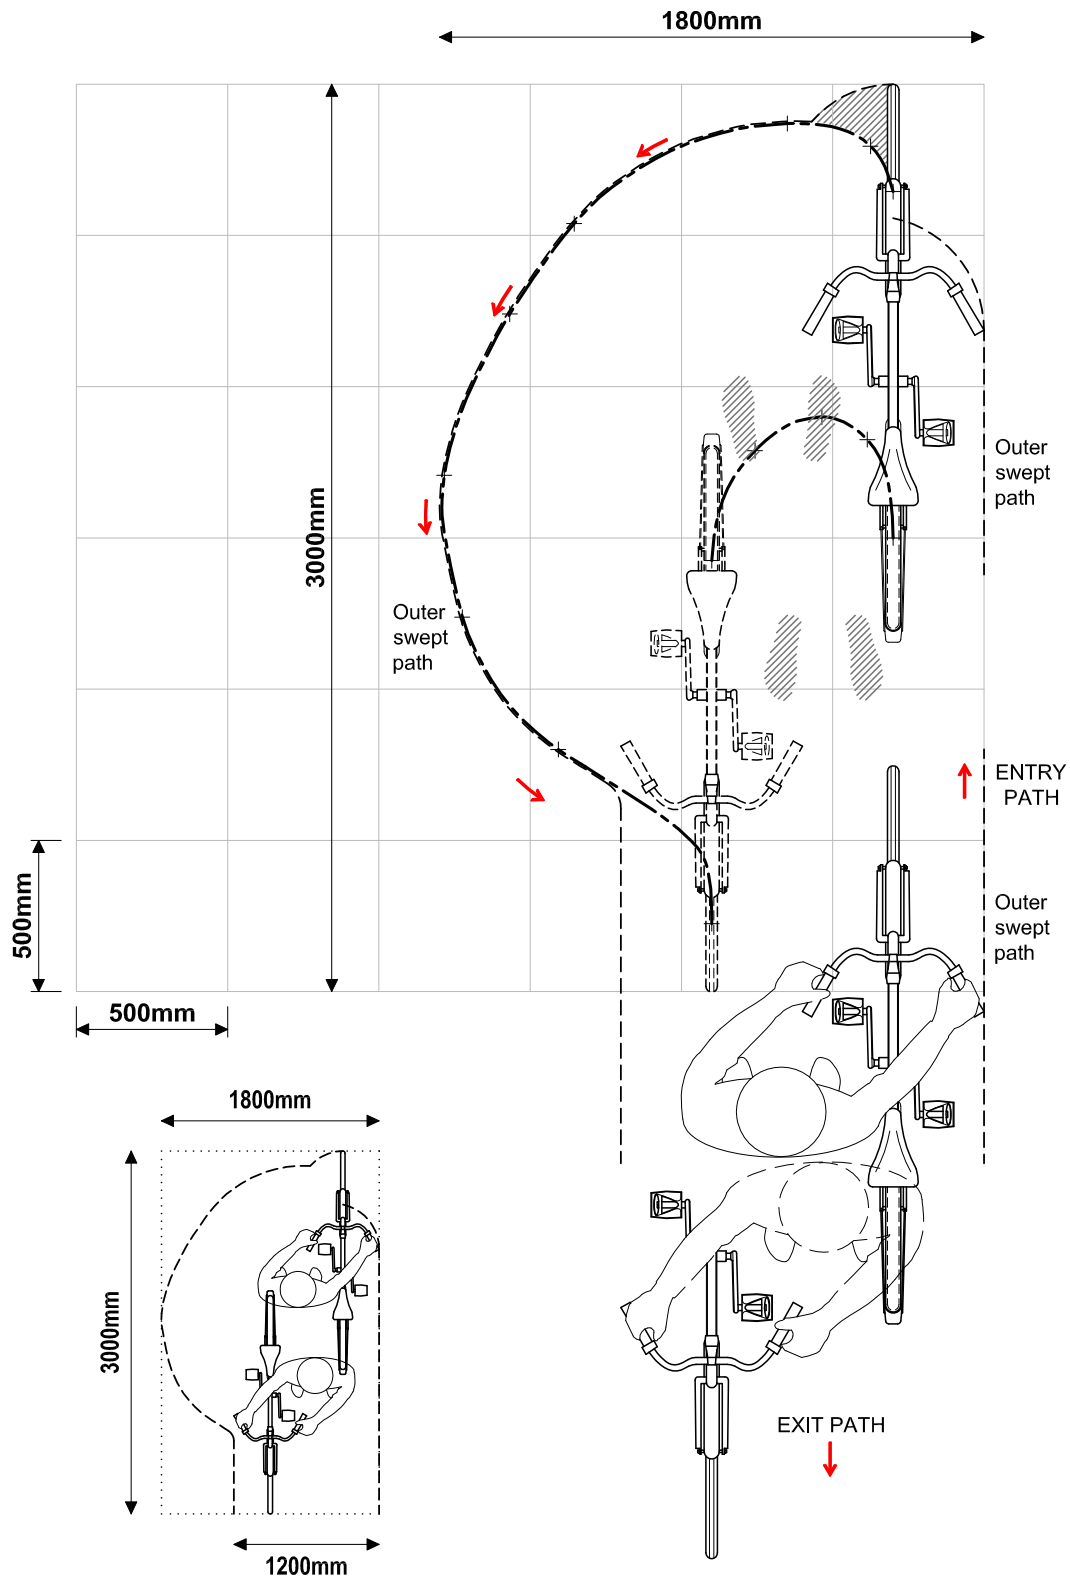 1800mm
3000mm
Outer
swept
path
Outer
swept
path
ENTRY
PATH
500mm
Outer
swept
path
500mm
1800mm
3000mm
EXIT PATH
1200mm